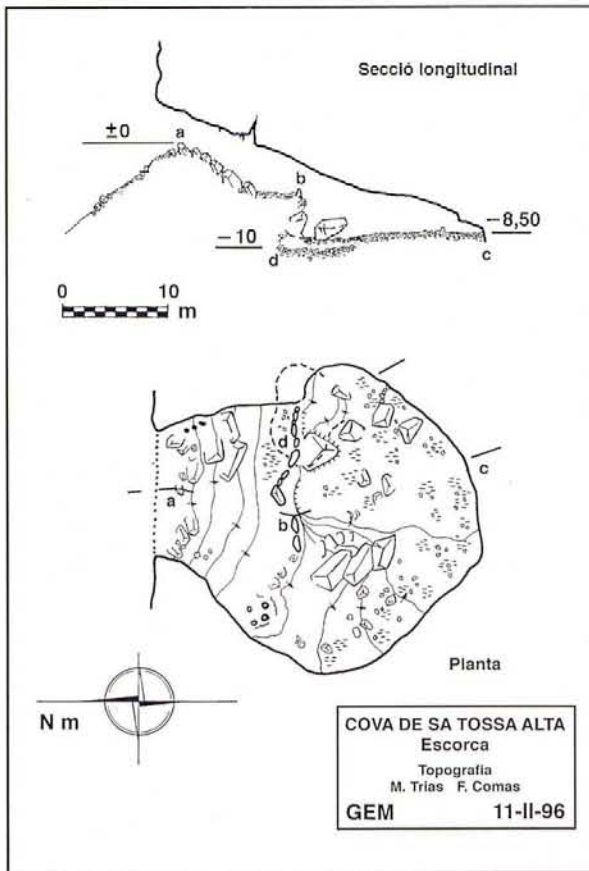 Secció longitudinal
±0
a
b
−8,50
−10
d
c
0 10
m
d
c
a
b
Planta
N m
COVA DE SA TOSSA ALTA
Escorca
Topografia
M. Trias F. Comas
GEM 11-II-96